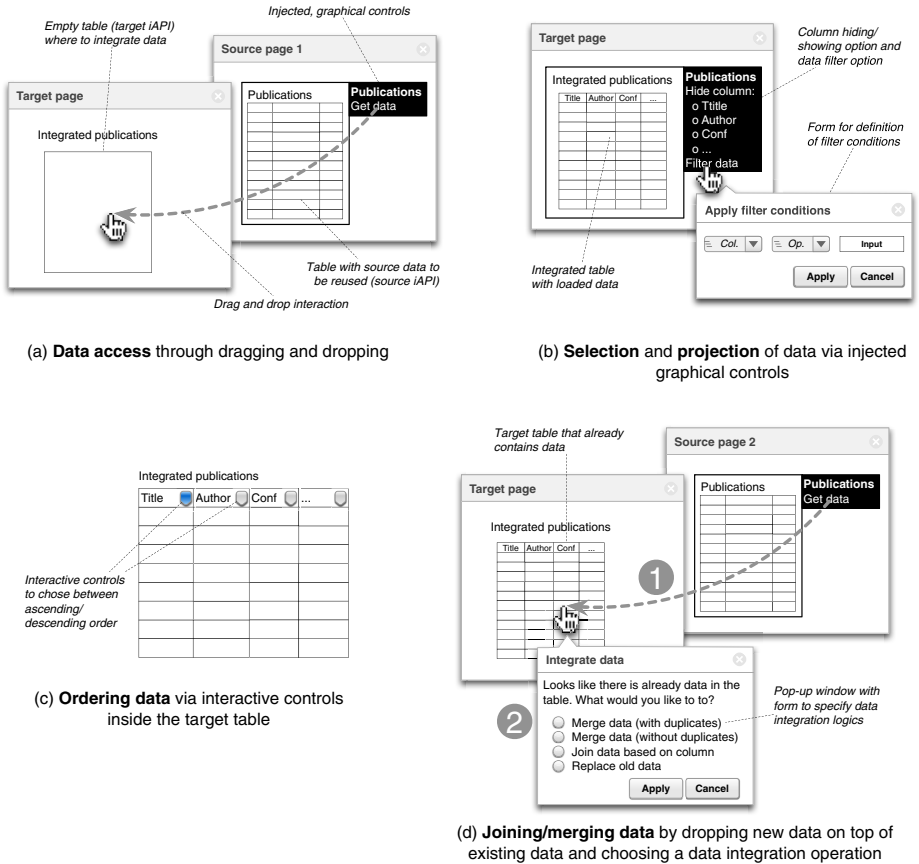 Empty table (target iAPI)
where to integrate data
Injected, graphical controls
Source page 1
Target page
Publications
Publications
Get data
Integrated publications
Table with source data to
be reused (source iAPI)
Drag and drop interaction
(a) Data access through dragging and dropping
Target page
Column hiding/
showing option and
data filter option
Integrated publications
Title Author Conf ...
Publications
Hide column:
o Ttitle
o Author
o Conf
o ...
Filter data
Form for definition
of filter conditions
Apply filter conditions
Col. Op. Input
Apply Cancel
Integrated table
with loaded data
(b) Selection and projection of data via injected
graphical controls
Integrated publications
Title Author Conf ...
Interactive controls
to chose between
ascending/
descending order
(c) Ordering data via interactive controls
inside the target table
Target table that already
contains data
Source page 2
Target page
Publications
Publications
Get data
Integrated publications
Title Author Conf ...
1
Integrate data
Looks like there is already data in the
table. What would you like to to?
2
Merge data (with duplicates)
Merge data (without duplicates)
Join data based on column
Replace old data
Apply Cancel
Pop-up window with
form to specify data
integration logics
(d) Joining/merging data by dropping new data on top of
existing data and choosing a data integration operation